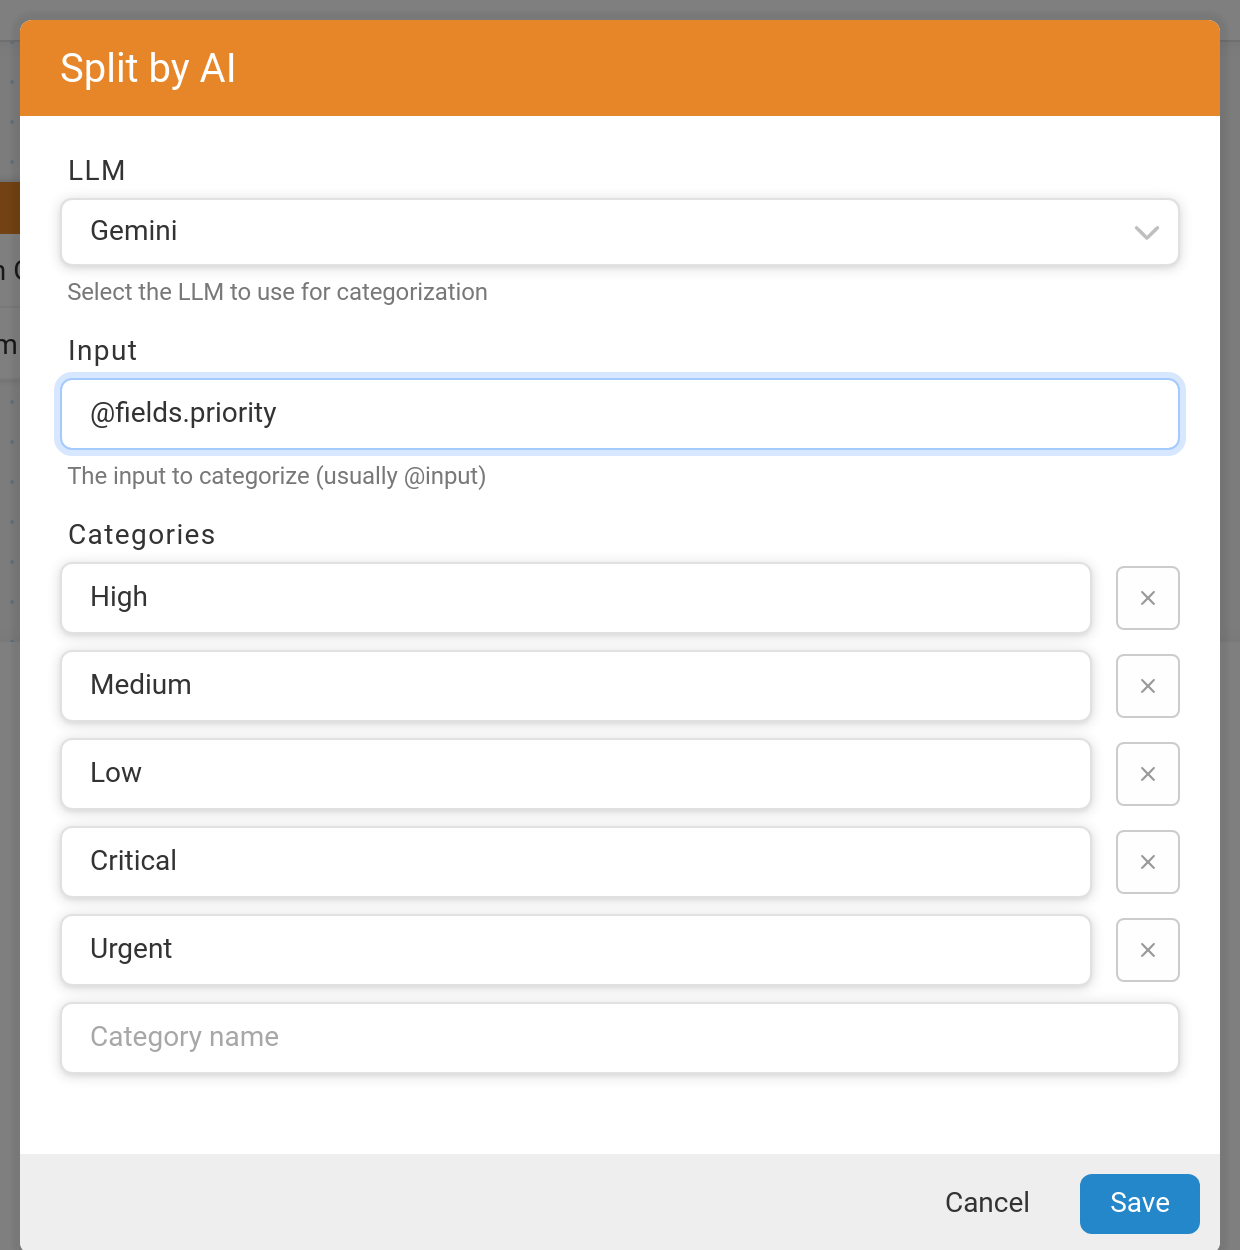 Split by AI
LLM
Gemini
Select the LLM to use for categorization
Input
@fields.priority
The input to categorize (usually @input)
Categories
High
Medium
Low
Critical
Urgent
Category name
Cancel
Save